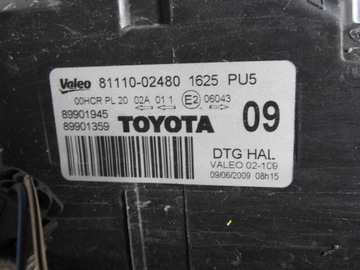 Valeo 81110-02480 1625 PU5
00HCR PL 20 02A 01 1 E2 06043
89901945
89901359 TOYOTA 09
DTG HAL
VALEO 02-109
09/06/2009 08h15